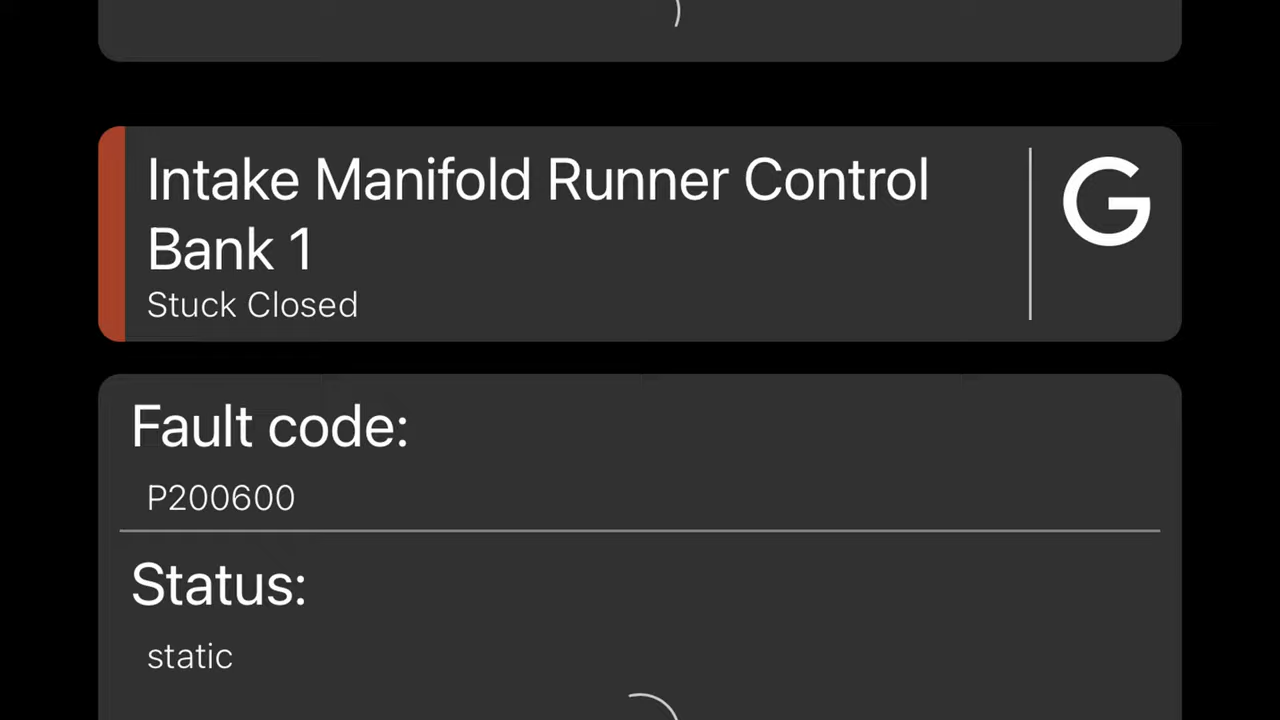 Intake Manifold Runner Control
Bank 1
Stuck Closed
G
Fault code:
P200600
Status:
static